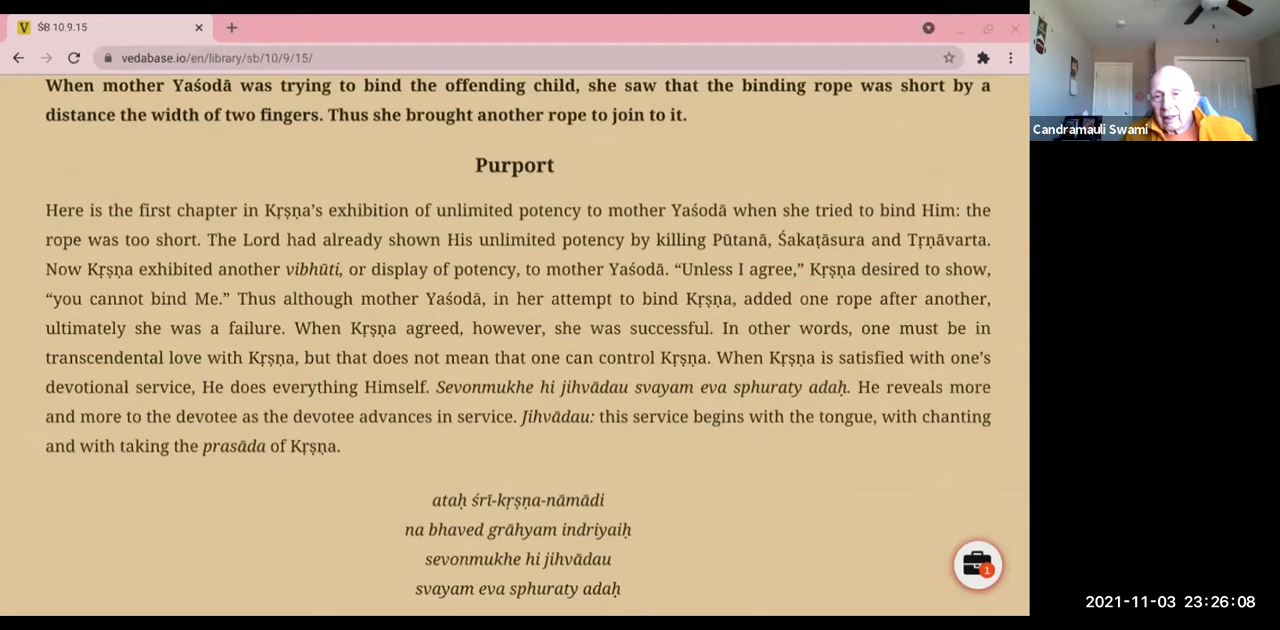 ŚB 10.9.15
vedabase.io/en/library/sb/10/9/15/
When mother Yaśodā was trying to bind the offending child, she saw that the binding rope was short by a
distance the width of two fingers. Thus she brought another rope to join to it.
Purport
Here is the first chapter in Kṛṣṇa’s exhibition of unlimited potency to mother Yaśodā when she tried to bind Him: the
rope was too short. The Lord had already shown His unlimited potency by killing Pūtanā, Śakaṭāsura and Tṛṇāvarta.
Now Kṛṣṇa exhibited another vibhūti, or display of potency, to mother Yaśodā. “Unless I agree,” Kṛṣṇa desired to show,
“you cannot bind Me.” Thus although mother Yaśodā, in her attempt to bind Kṛṣṇa, added one rope after another,
ultimately she was a failure. When Kṛṣṇa agreed, however, she was successful. In other words, one must be in
transcendental love with Kṛṣṇa, but that does not mean that one can control Kṛṣṇa. When Kṛṣṇa is satisfied with one’s
devotional service, He does everything Himself. Sevonmukhe hi jihvādau svayam eva sphuraty adaḥ. He reveals more
and more to the devotee as the devotee advances in service. Jihvādau: this service begins with the tongue, with chanting
and with taking the prasāda of Kṛṣṇa.
ataḥ śrī-kṛṣṇa-nāmādi
na bhaved grāhyam indriyaiḥ
sevonmukhe hi jihvādau
svayam eva sphuraty adaḥ
1
Candramauli Swami
2021-11-03 23:26:08